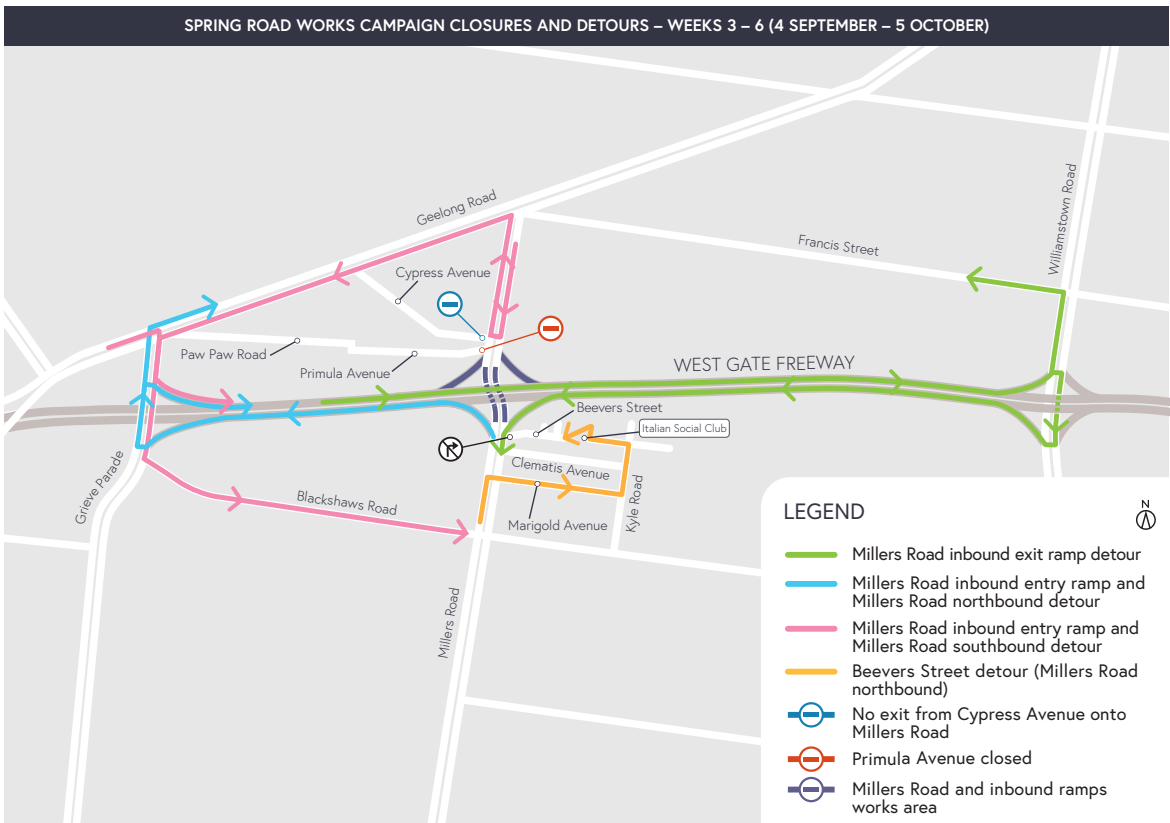 SPRING ROAD WORKS CAMPAIGN CLOSURES AND DETOURS – WEEKS 3 – 6 (4 SEPTEMBER – 5 OCTOBER)
Williamstown Road
Geelong Road
Francis Street
Cypress Avenue
Paw Paw Road
Primula Avenue
WEST GATE FREEWAY
Beevers Street
Italian Social Club
Clematis Avenue
Grieve Parade
Blackshaws Road
Marigold Avenue
Kyle Road
Millers Road
LEGEND
N
Millers Road inbound exit ramp detour
Millers Road inbound entry ramp and
Millers Road northbound detour
Millers Road inbound entry ramp and
Millers Road southbound detour
Beevers Street detour (Millers Road
northbound)
No exit from Cypress Avenue onto
Millers Road
Primula Avenue closed
Millers Road and inbound ramps
works area